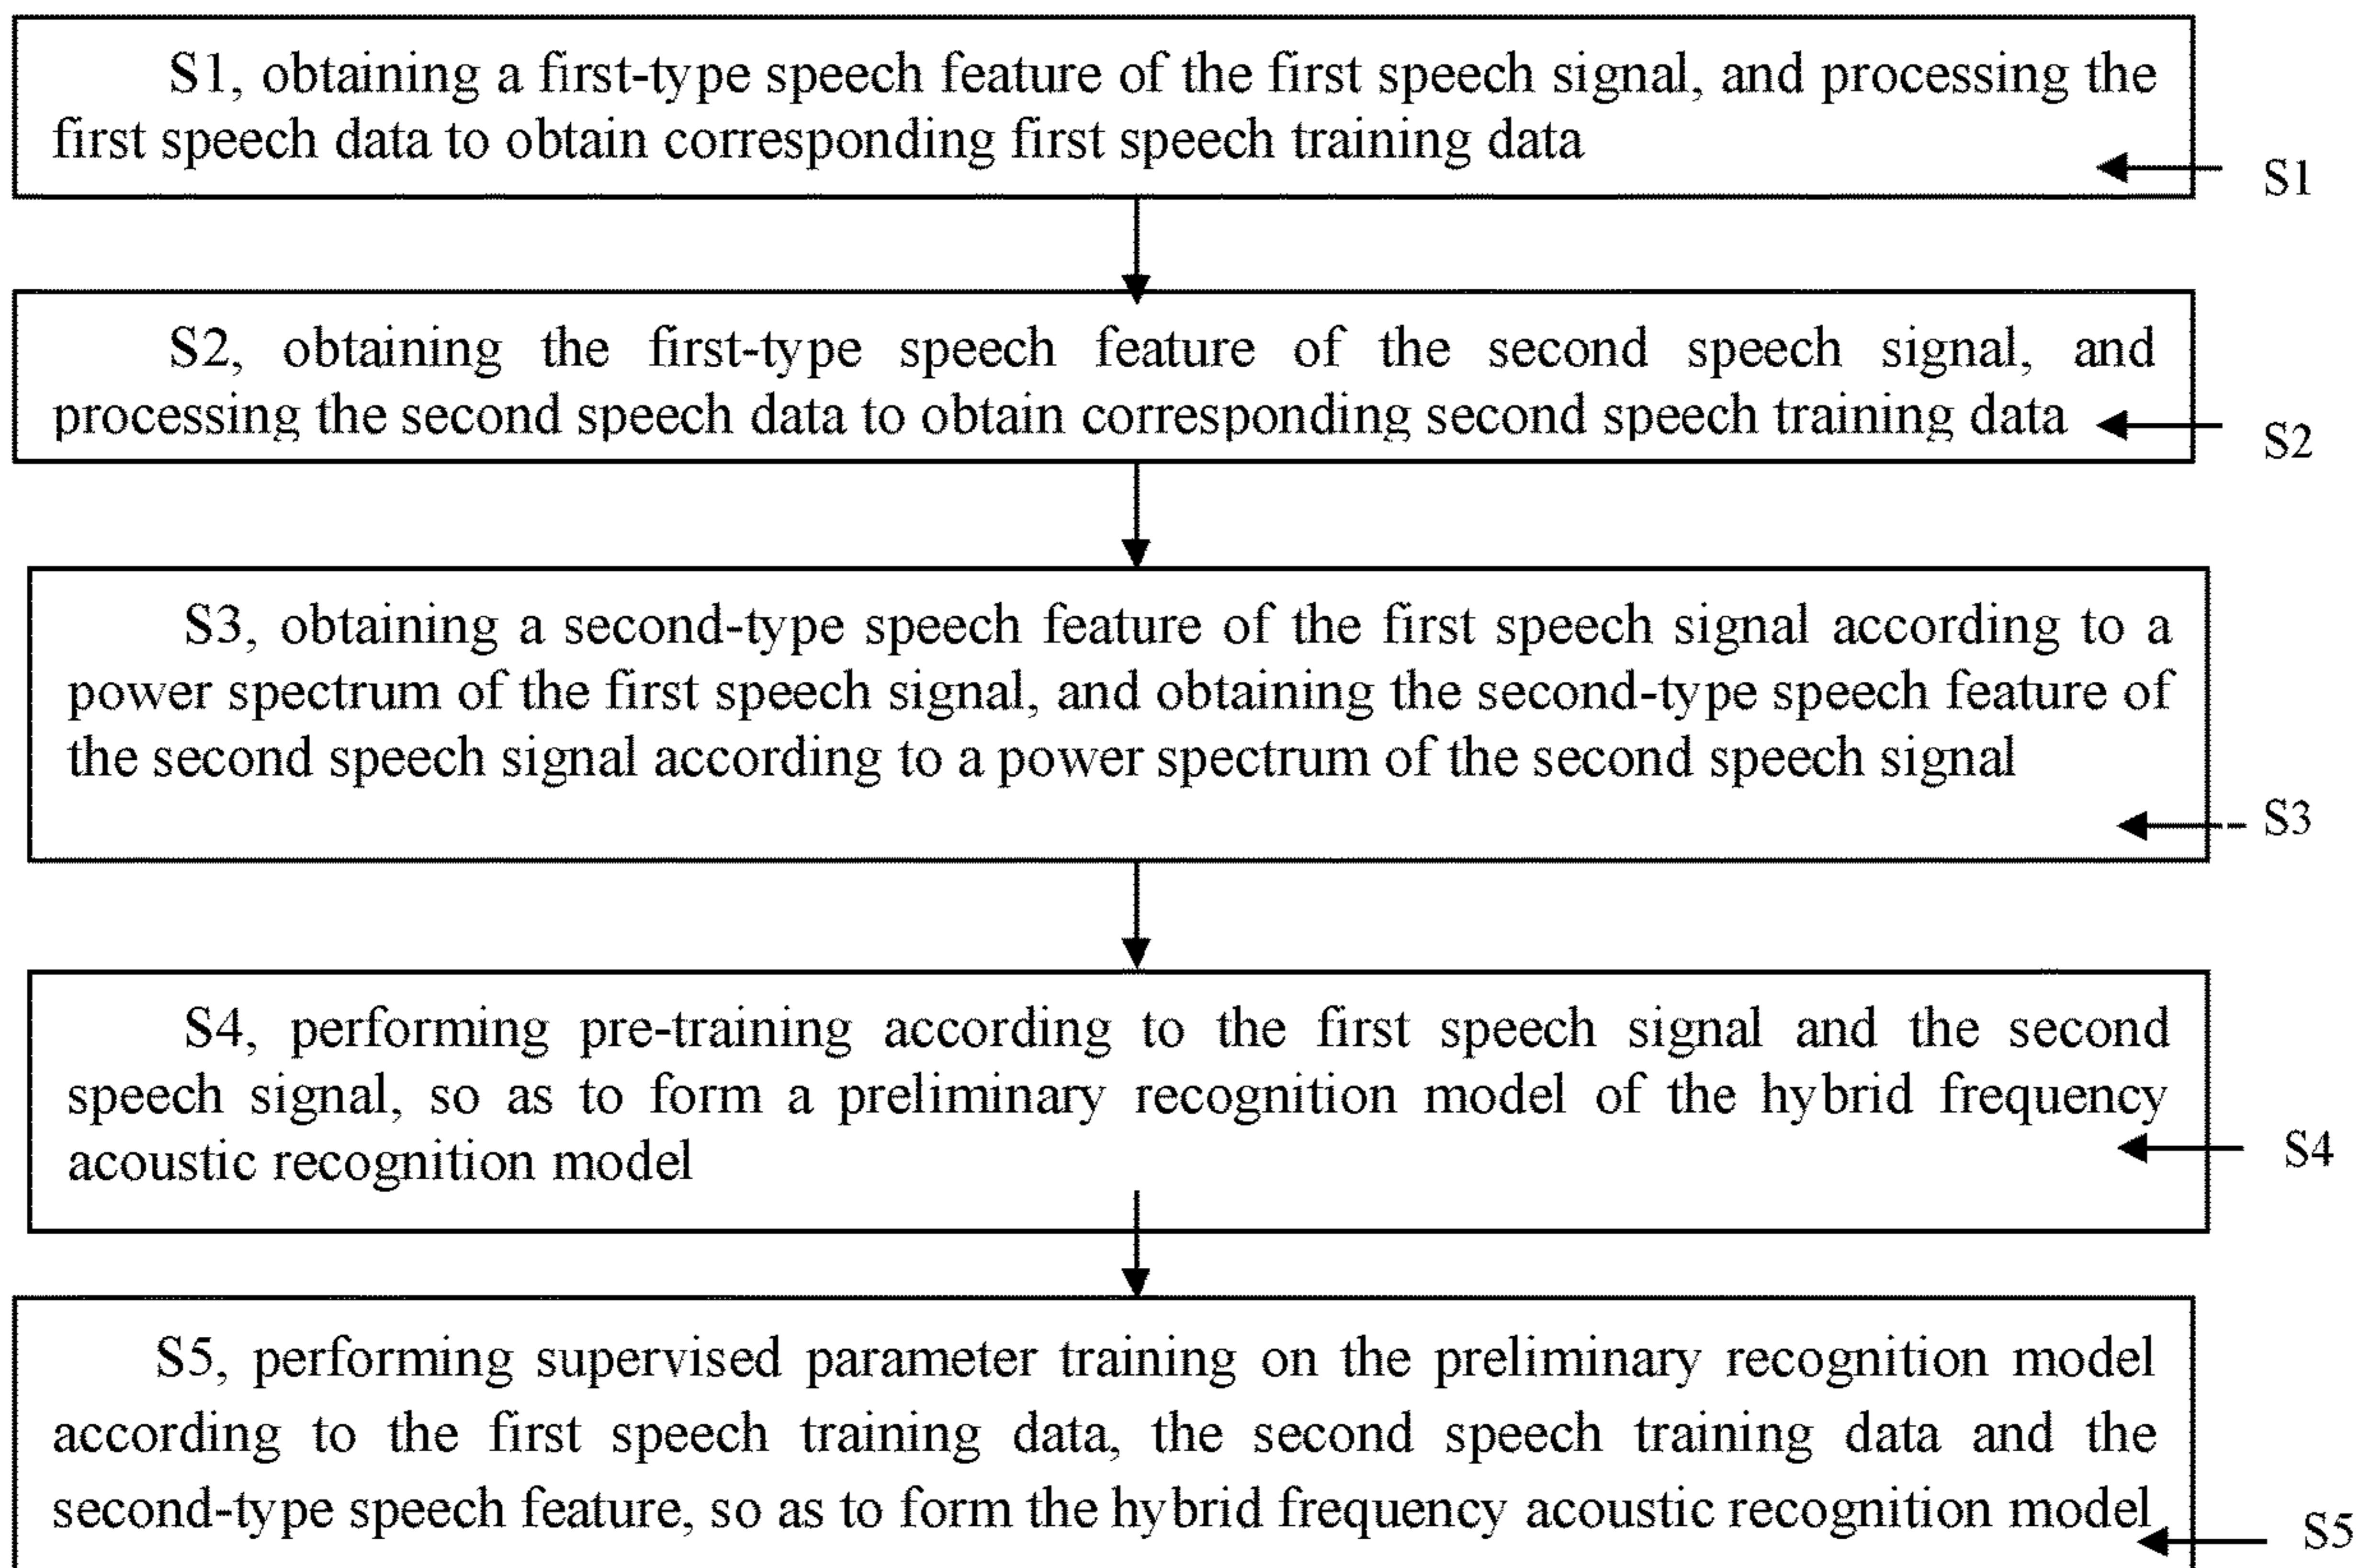 S1, obtaining a first-type speech feature of the first speech signal, and processing the
first speech data to obtain corresponding first speech training data
S1
S2, obtaining the first-type speech feature of the second speech signal, and
processing the second speech data to obtain corresponding second speech training data
S2
S3, obtaining a second-type speech feature of the first speech signal according to a
power spectrum of the first speech signal, and obtaining the second-type speech feature of
the second speech signal according to a power spectrum of the second speech signal
S3
S4, performing pre-training according to the first speech signal and the second
speech signal, so as to form a preliminary recognition model of the hybrid frequency
acoustic recognition model
S4
S5, performing supervised parameter training on the preliminary recognition model
according to the first speech training data, the second speech training data and the
second-type speech feature, so as to form the hybrid frequency acoustic recognition model
S5